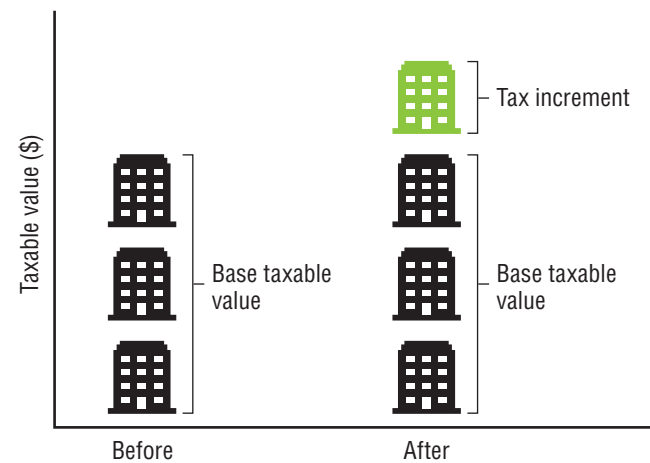 Tax increment
Taxable value ($)
Base taxable
value
Base taxable
value
Before
After